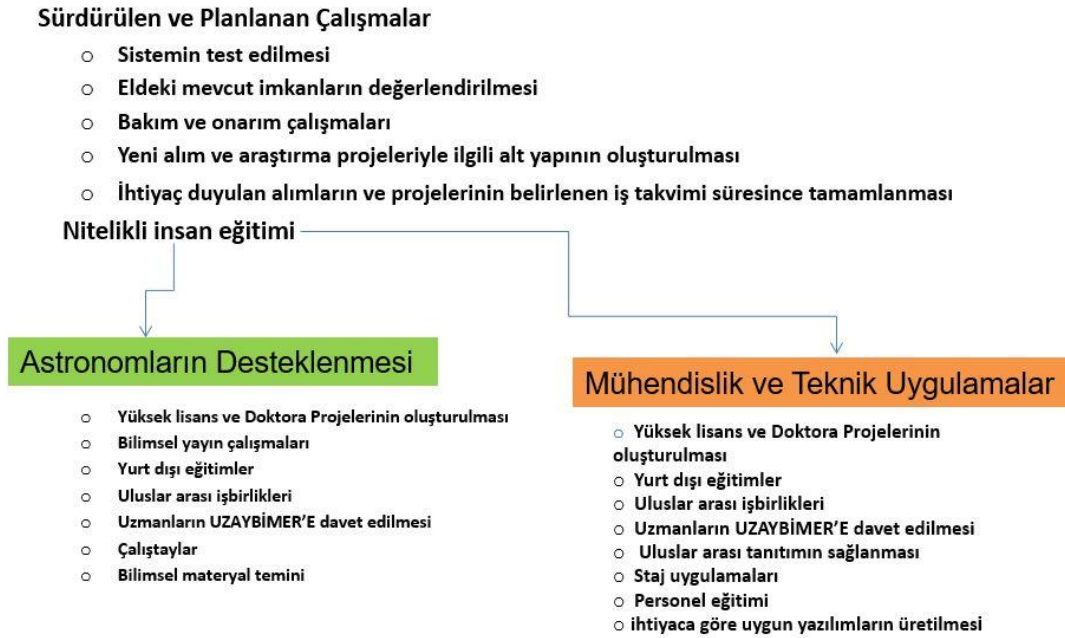 Sürdürülen ve Planlanan Çalışmalar
o Sistemin test edilmesi
o Eldeki mevcut imkanların değerlendirilmesi
o Bakım ve onarım çalışmaları
o Yeni alım ve araştırma projeleriyle ilgili alt yapının oluşturulması
o İhtiyaç duyulan alımların ve projelerinin belirlenen iş takvimi süresince tamamlanması
Nitelikli insan eğitimi
Astronomların Desteklenmesi
o Yüksek lisans ve Doktora Projelerinin oluşturulması
o Bilimsel yayın çalışmaları
o Yurt dışı eğitimler
o Uluslar arası işbirlikleri
o Uzmanların UZAYBİMER'E davet edilmesi
o Çalıştaylar
o Bilimsel materyal temini
Mühendislik ve Teknik Uygulamalar
o Yüksek lisans ve Doktora Projelerinin
oluşturulması
o Yurt dışı eğitimler
o Uluslar arası işbirlikleri
o Uzmanların UZAYBİMER'E davet edilmesi
o Uluslar arası tanıtımın sağlanması
o Staj uygulamaları
o Personel eğitimi
o ihtiyaca göre uygun yazılımların üretilmesi